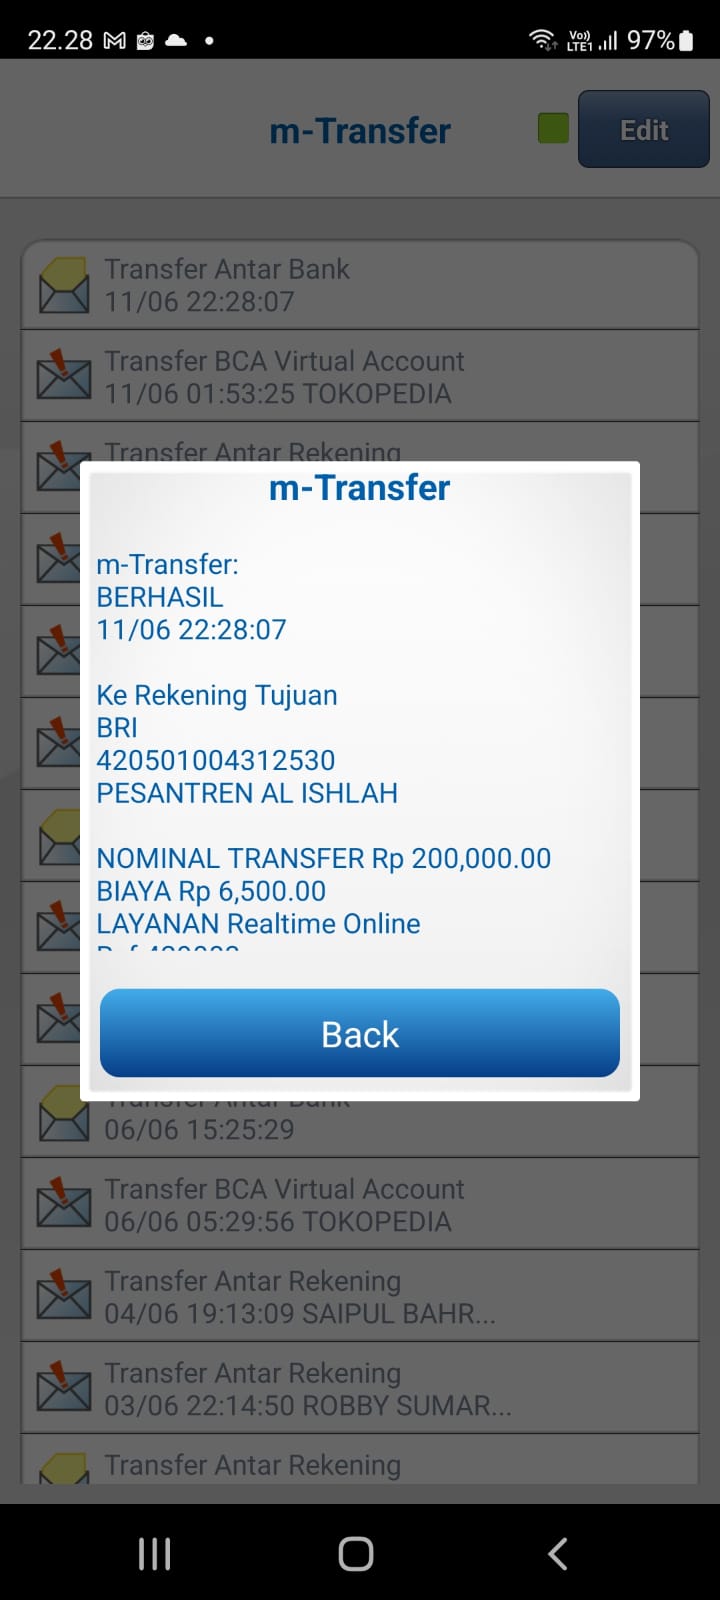 22.28
Vo))
LTE1
97%
m-Transfer
Edit
Transfer Antar Bank
11/06 22:28:07
Transfer BCA Virtual Account
11/06 01:53:25 TOKOPEDIA
Transfer Antar Rekening
m-Transfer
m-Transfer:
BERHASIL
11/06 22:28:07
Ke Rekening Tujuan
BRI
420501004312530
PESANTREN AL ISHLAH
NOMINAL TRANSFER Rp 200,000.00
BIAYA Rp 6,500.00
LAYANAN Realtime Online
Back
06/06 15:25:29
Transfer BCA Virtual Account
06/06 05:29:56 TOKOPEDIA
Transfer Antar Rekening
04/06 19:13:09 SAIPUL BAHR...
Transfer Antar Rekening
03/06 22:14:50 ROBBY SUMAR...
Transfer Antar Rekening